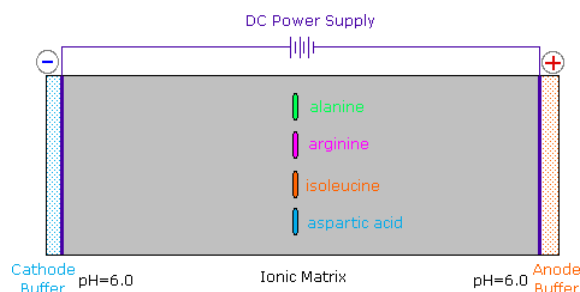 DC Power Supply
− +
alanine
arginine
isoleucine
aspartic acid
Cathode Buffer
pH=6.0
Ionic Matrix
pH=6.0
Anode Buffer